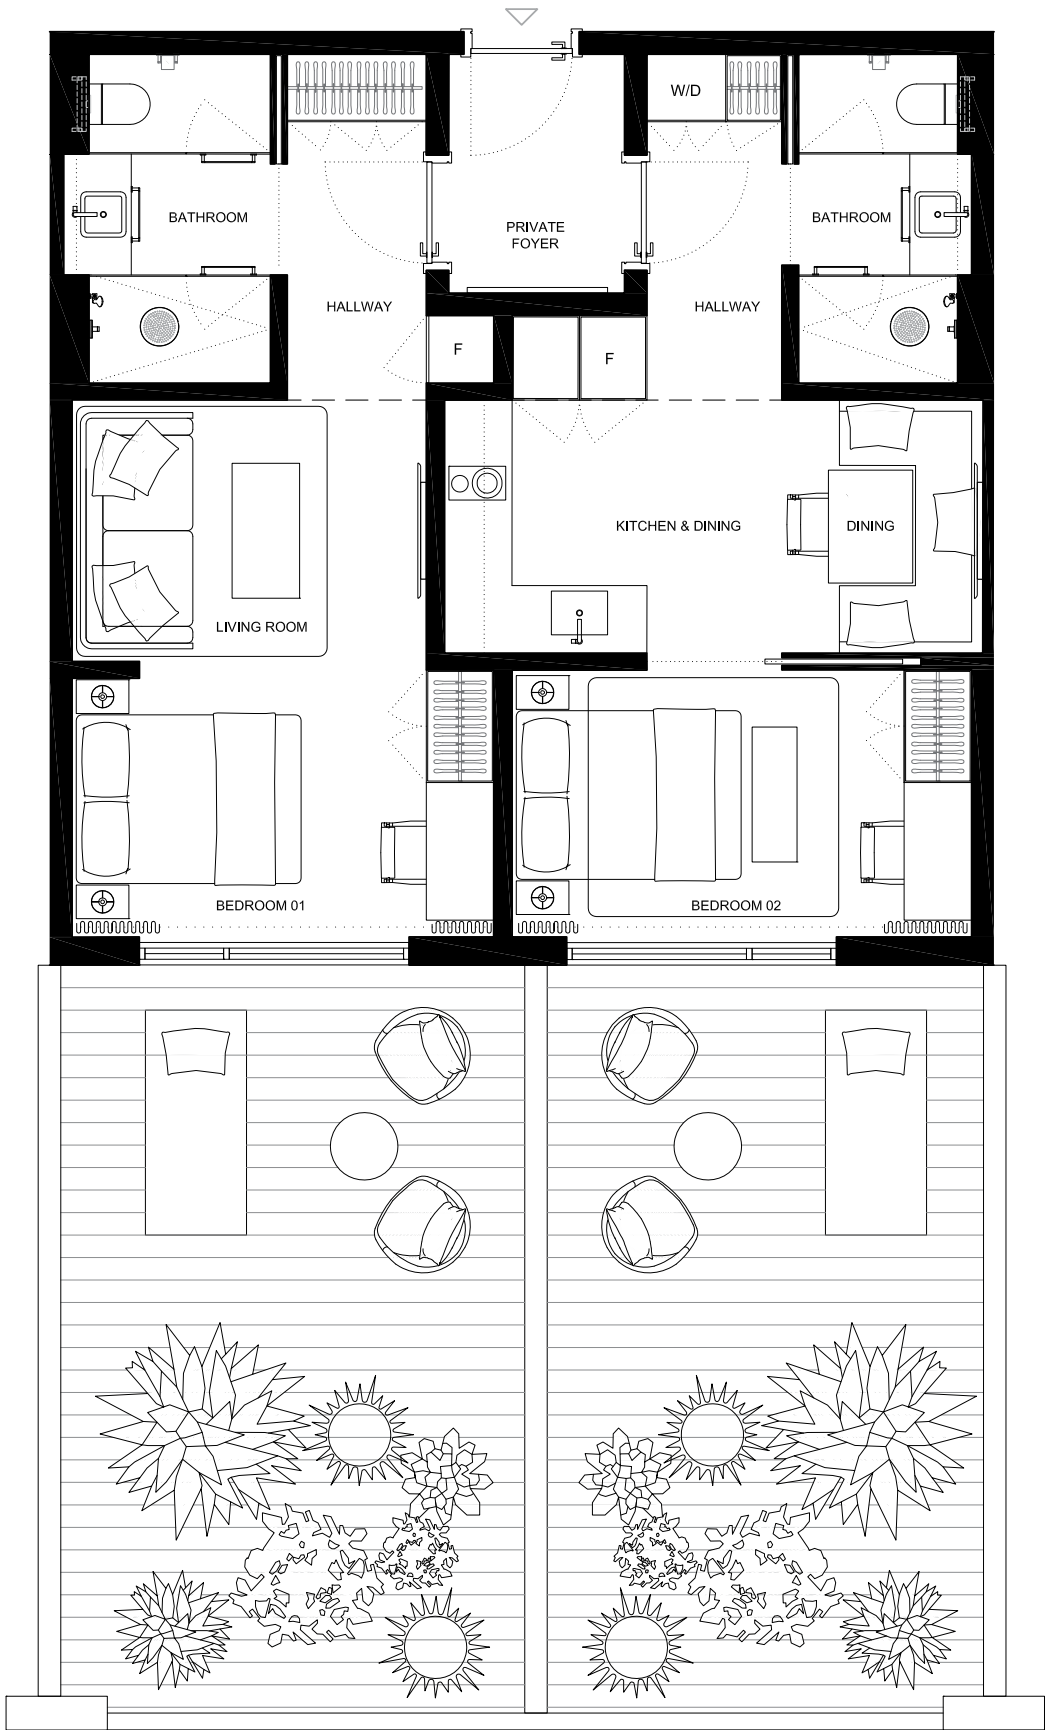 W/D
BATHROOM
PRIVATE
FOYER
BATHROOM
HALLWAY
HALLWAY
F
F
KITCHEN & DINING
DINING
LIVING ROOM
BEDROOM 01
BEDROOM 02